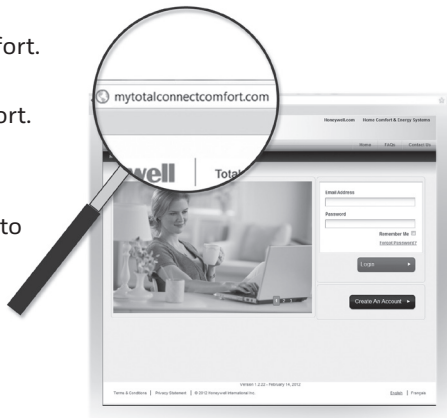 fort.
ort.
to
mytotalconnectcomfort.com
well | Total
Honeywell.com Home Comfort & Energy Systems
Home FAQs Contact Us
Email Address
Password
Remember Me
Forgot Password?
Login
Create An Account
Version 1.2.22 - February 14, 2012
Terms & Conditions | Privacy Statement | © 2012 Honeywell International Inc.
English | Français